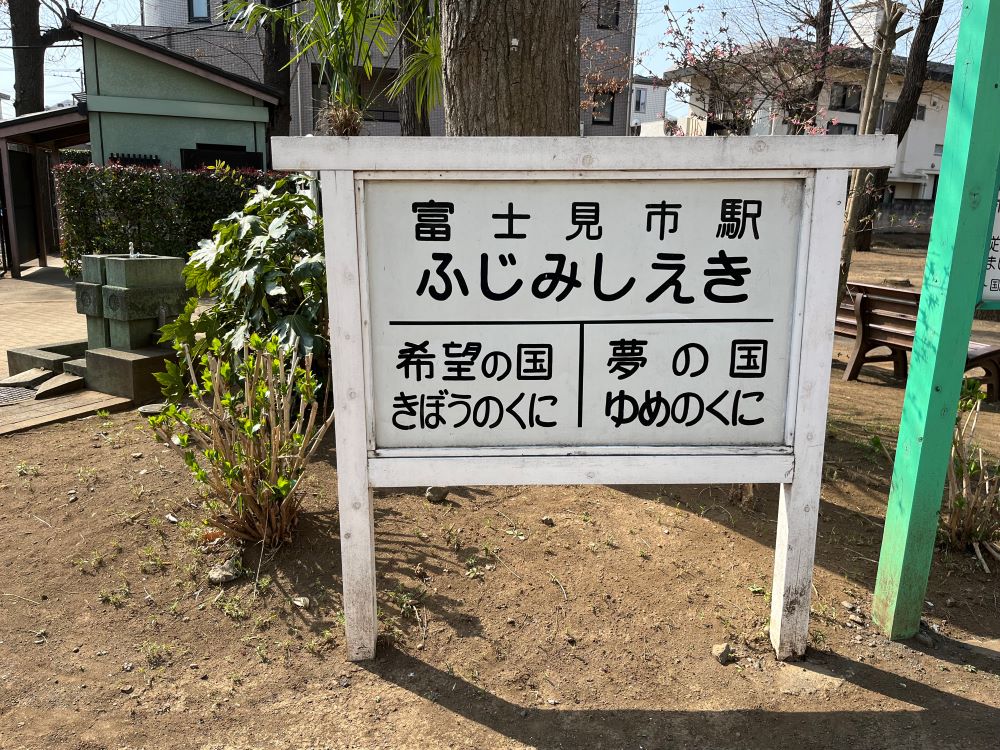 富士見市駅
ふじみしえき
希望の国
きぼうのくに
夢の国
ゆめのくに